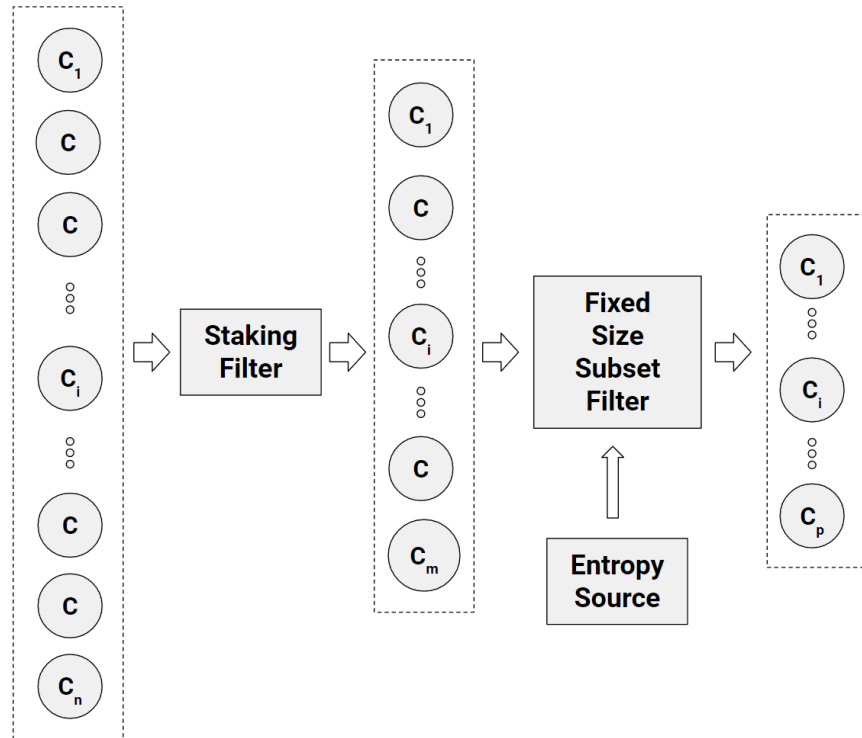 C₁
C
C
Cᵢ
C
C
Cₙ
Staking
Filter
C₁
C
Cᵢ
C
Cₘ
Fixed
Size
Subset
Filter
Entropy
Source
C₁
Cᵢ
Cₚ